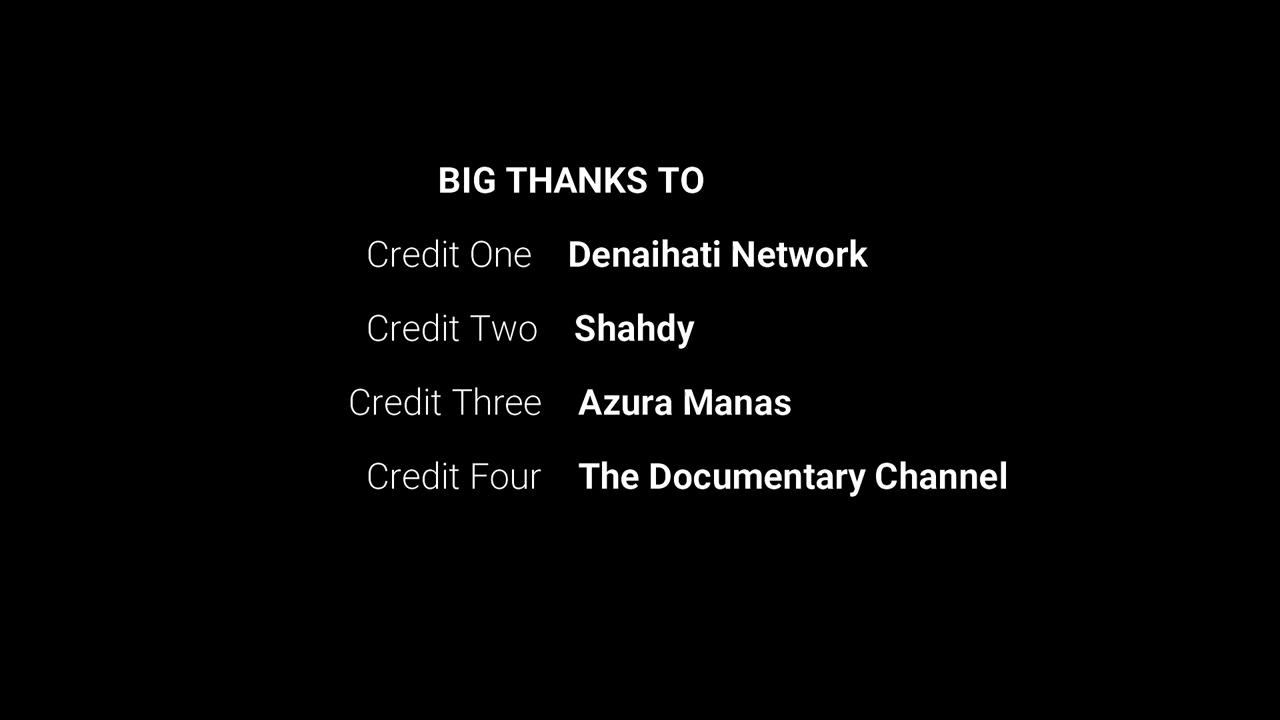 BIG THANKS TO
Credit One Denaihati Network
Credit Two Shahdy
Credit Three Azura Manas
Credit Four The Documentary Channel